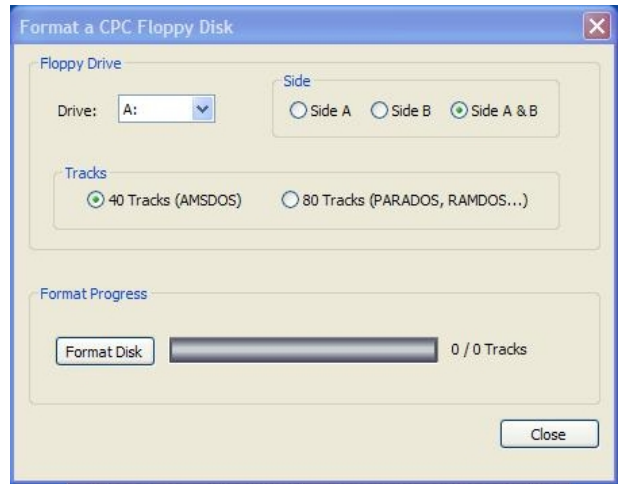 Format a CPC Floppy Disk
Floppy Drive
Side
Drive: A:
Side A Side B Side A & B
Tracks
40 Tracks (AMSDOS) 80 Tracks (PARADOS, RAMDOS...)
Format Progress
Format Disk 0 / 0 Tracks
Close